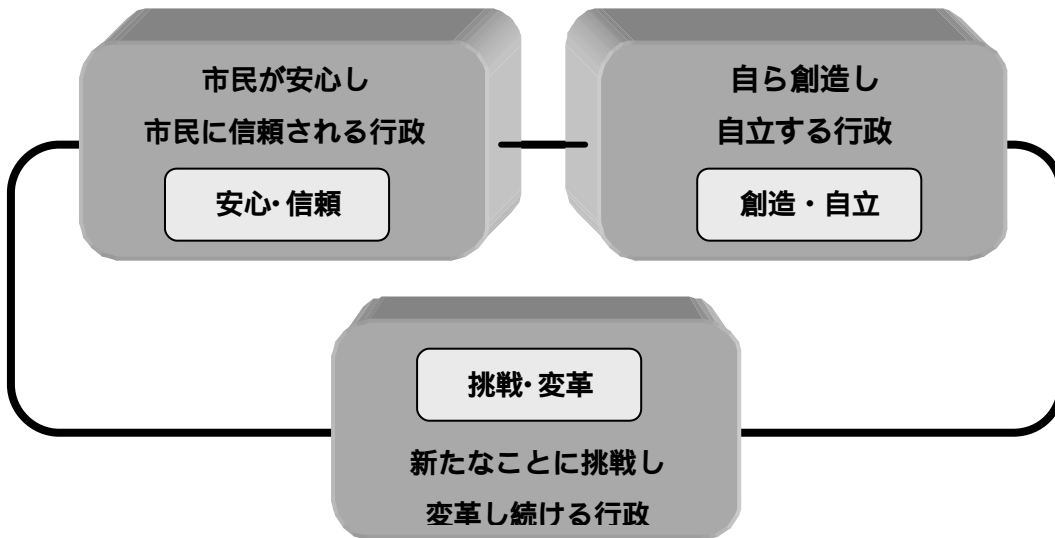 市民が安心し
市民に信頼される行政
安心・信頼
自ら創造し
自立する行政
創造・自立
挑戦・変革
新たなことに挑戦し
変革し続ける行政